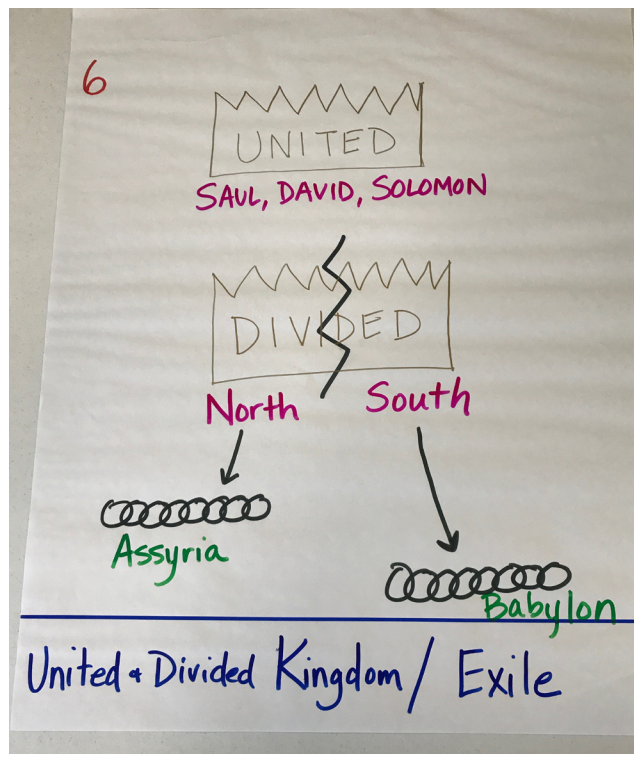 6
UNITED
SAUL, DAVID, SOLOMON
DIVIDED
North South
Assyria
Babylon
United & Divided Kingdom / Exile